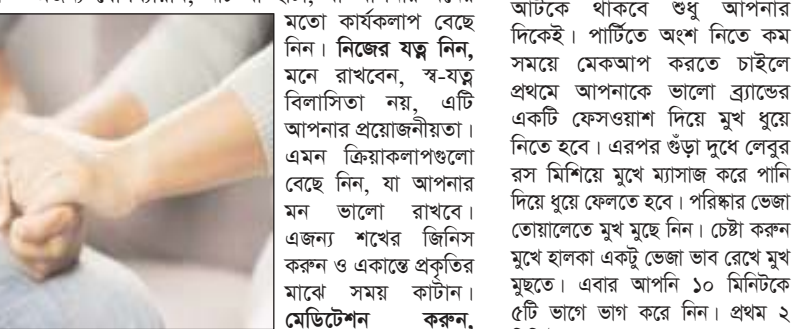 মতো কার্যকলাপ বেছে
নিন। নিজের যত্ন নিন,
মনে রাখবেন, স্ব-যত্ন
বিলাসিতা নয়, এটি
আপনার প্রয়োজনীয়তা।
এমন ক্রিয়াকলাপগুলো
বেছে নিন, যা আপনার
মন ভালো রাখবে।
এজন্য শখের জিনিস
করুন ও একান্তে প্রকৃতির
মাঝে সময় কাটান।
মেডিটেশন করুন,
আটকে থাকবে শুধু আপনার
দিকেই। পার্টিতে অংশ নিতে কম
সময়ে মেকআপ করতে চাইলে
প্রথমে আপনাকে ভালো ব্র্যান্ডের
একটি ফেসওয়াশ দিয়ে মুখ ধুয়ে
নিতে হবে। এরপর গুঁড়া দুধে লেবুর
রস মিশিয়ে মুখে ম্যাসাজ করে পানি
দিয়ে ধুয়ে ফেলতে হবে। পরিষ্কার ভেজা
তোয়ালেতে মুখ মুছে নিন। চেষ্টা করুন
মুখে হালকা একটু ভেজা ভাব রেখে মুখ
মুছতে। এবার আপনি ১০ মিনিটকে
৫টি ভাগে ভাগ করে নিন। প্রথম ২